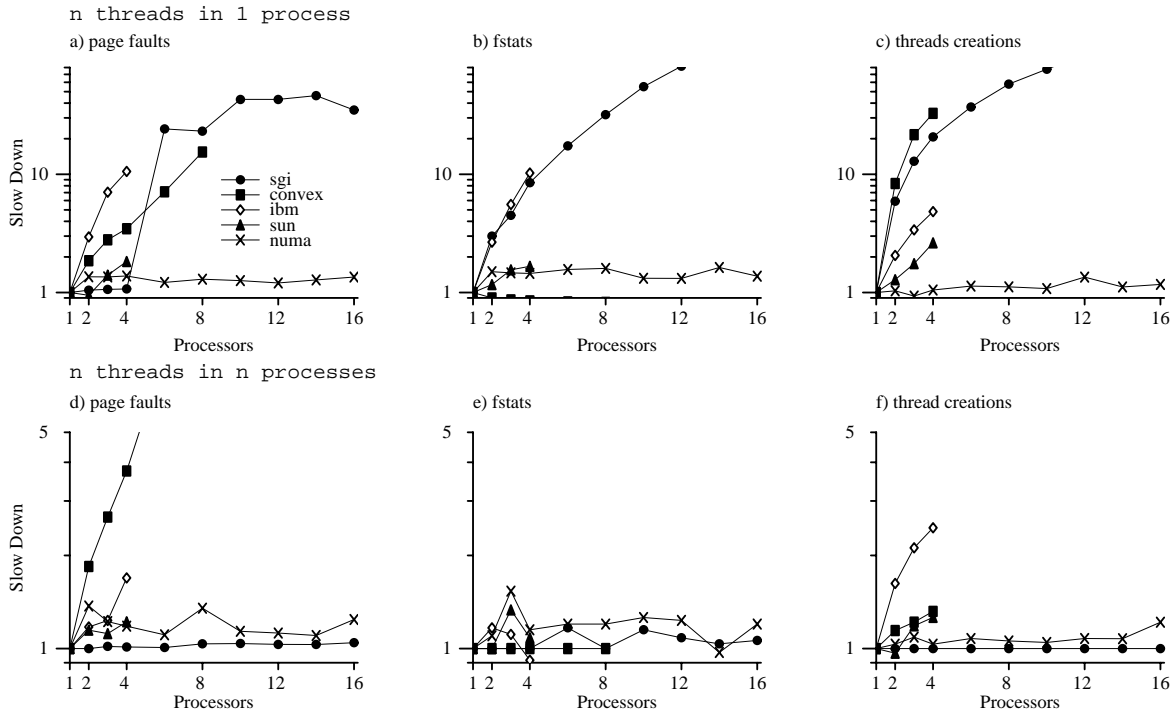 n threads in 1 process
a) page faults
b) fstats
c) threads creations
Slow Down
10
1
1 2 4 8 12 16
Processors
sgi
convex
ibm
sun
numa
10
1
1 2 4 8 12 16
Processors
10
1
1 2 4 8 12 16
Processors
n threads in n processes
d) page faults
e) fstats
f) thread creations
Slow Down
5
1
1 2 4 8 12 16
Processors
5
1
1 2 4 8 12 16
Processors
5
1
1 2 4 8 12 16
Processors